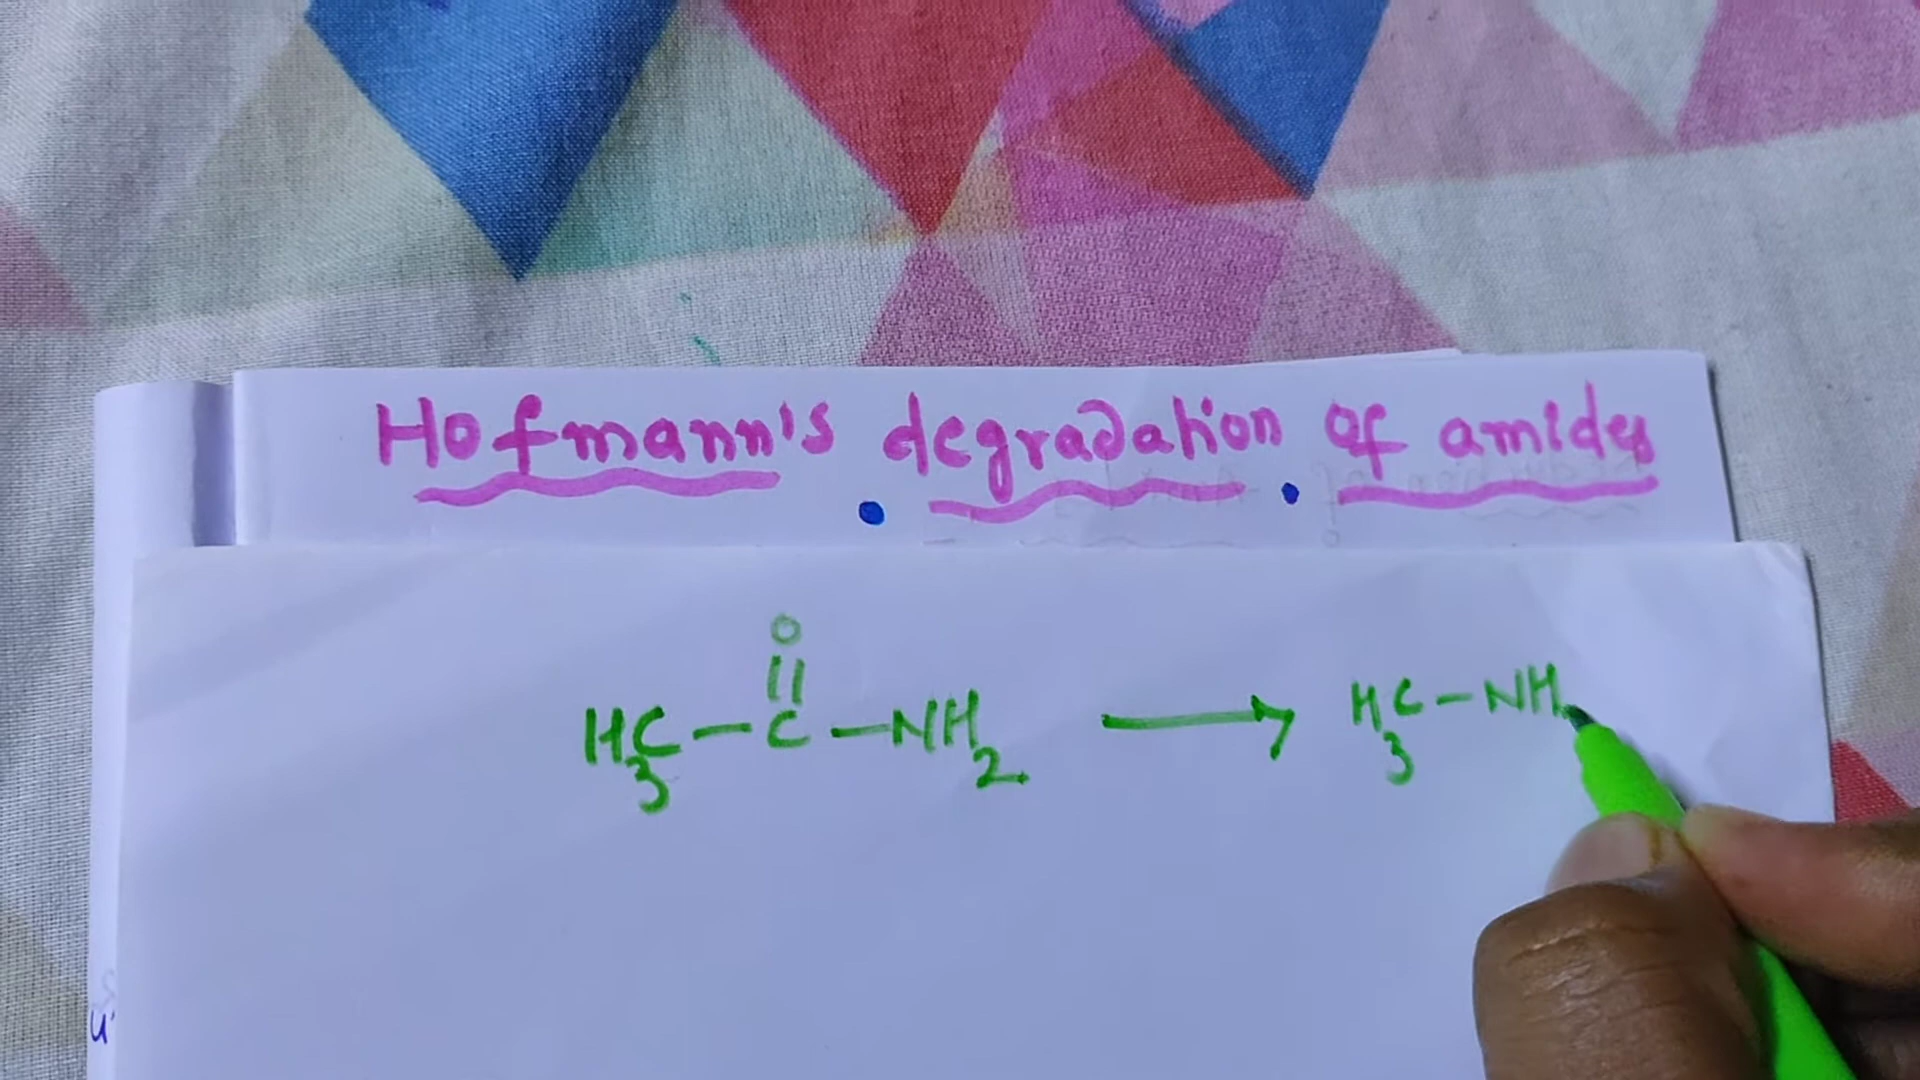 Hofmann's degradation of amides
O
||
H₃C-C-NH₂ → H₃C-NH